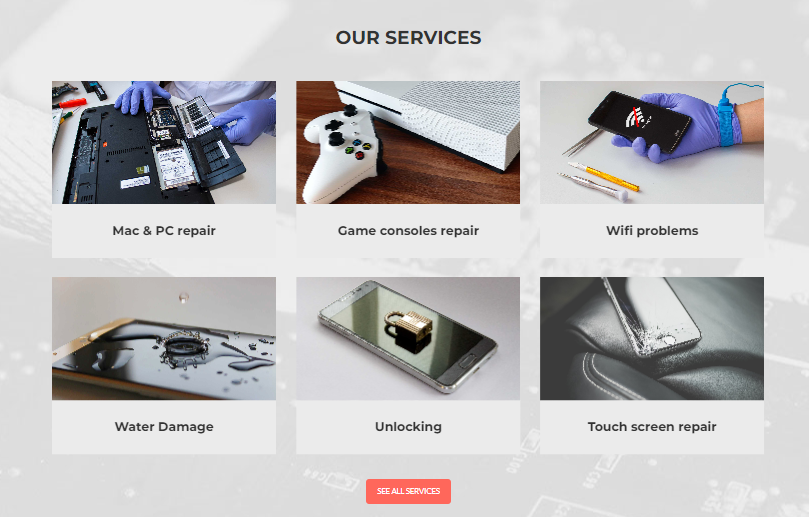 OUR SERVICES
Mac & PC repair
Game consoles repair
Wifi problems
Water Damage
Unlocking
Touch screen repair
SEE ALL SERVICES